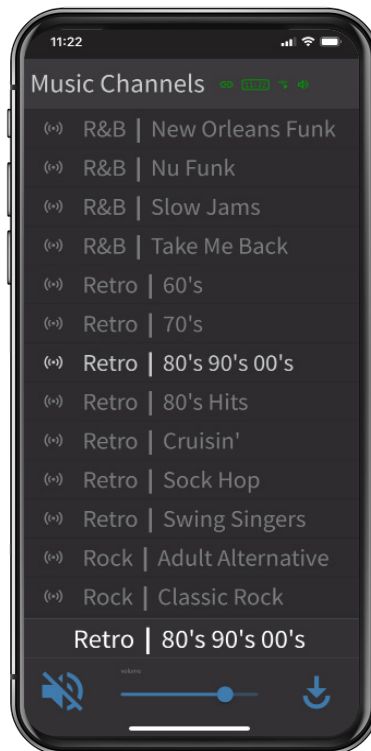 11:22
Music Channels 11:22
R&B | New Orleans Funk
R&B | Nu Funk
R&B | Slow Jams
R&B | Take Me Back
Retro | 60's
Retro | 70's
Retro | 80's 90's 00's
Retro | 80's Hits
Retro | Cruisin'
Retro | Sock Hop
Retro | Swing Singers
Rock | Adult Alternative
Rock | Classic Rock
Retro | 80's 90's 00's
volume